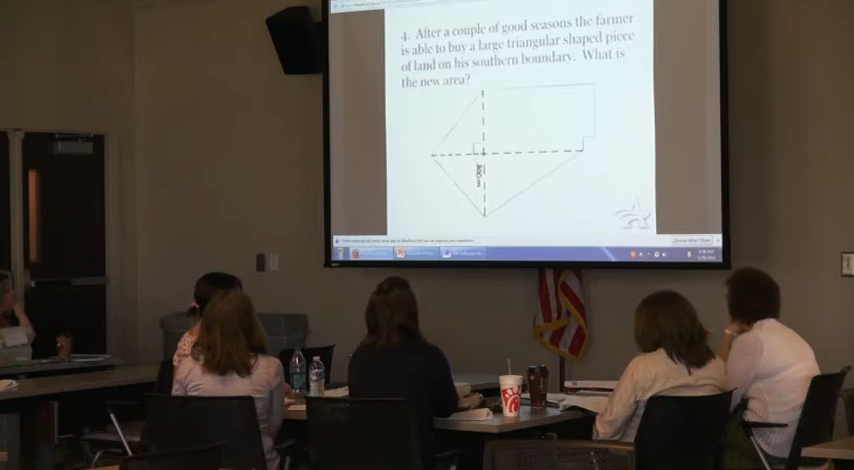 4. After a couple of good seasons the farmer
is able to buy a large triangular shaped piece
of land on his southern boundary. What is
the new area?